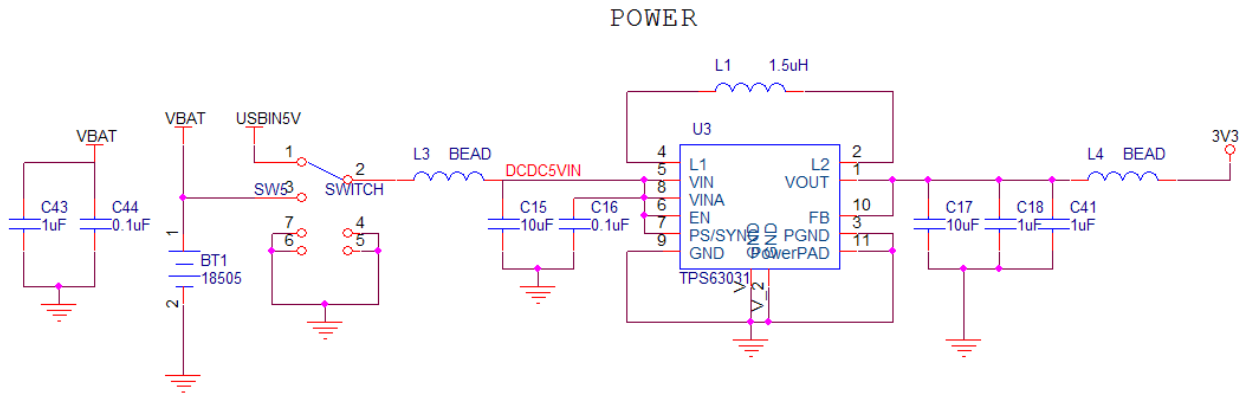 POWER
L1 1.5uH
U3
VBAT
VBAT
USBIN5V
1
2
3
SW5
SWITCH
7
6
4
5
L3 BEAD
DCDC5VIN
4 L1
5 VIN
8 VINA
6 EN
7 PS/SYNC
9 GND
L2 2
VOUT 1
FB 10
PGND 3
PowerPAD 11
GND
GND
TPS63031
V
V_2
L4 BEAD
3V3
C43
1uF
C44
0.1uF
1
BT1
18505
2
C15
10uF
C16
0.1uF
C17
10uF
C18
1uF
C41
1uF